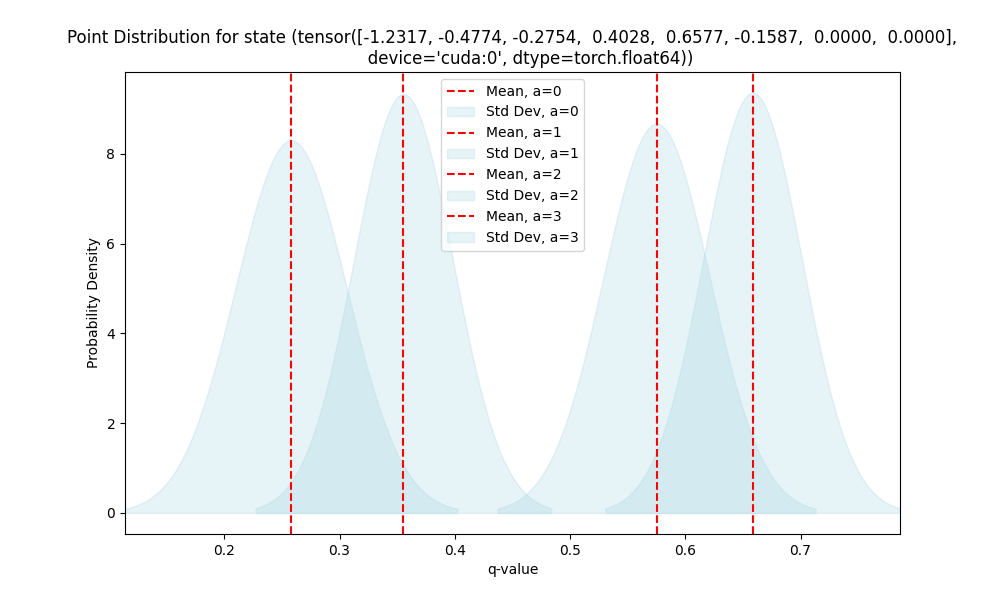 Point Distribution for state (tensor([-1.2317, -0.4774, -0.2754,  0.4028,  0.6577, -0.1587,  0.0000,  0.0000],
device='cuda:0', dtype=torch.float64))
Mean, a=0
Std Dev, a=0
Mean, a=1
Std Dev, a=1
Mean, a=2
Std Dev, a=2
Mean, a=3
Std Dev, a=3
Probability Density
8
6
4
2
0
0.2 0.3 0.4 0.5 0.6 0.7
q-value